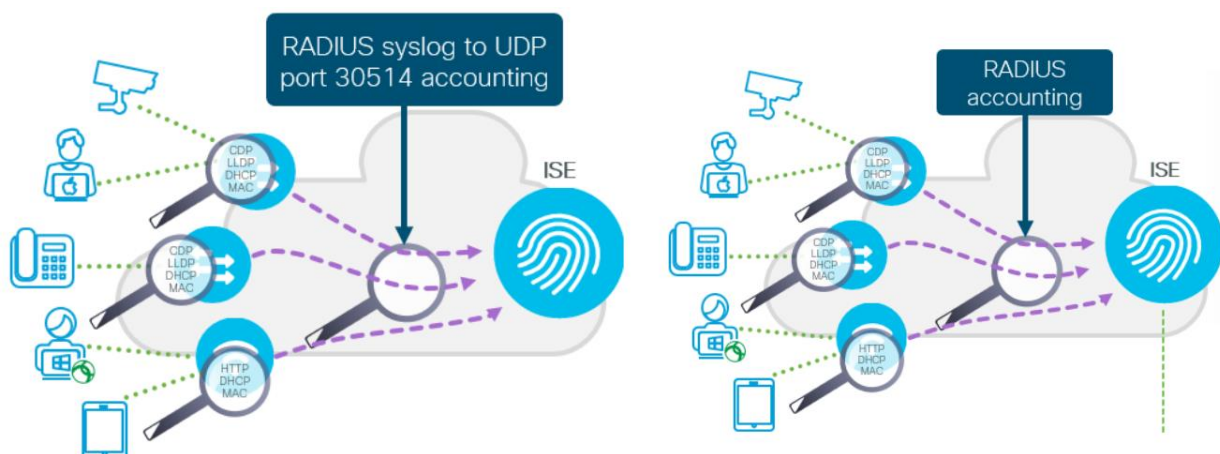 RADIUS syslog to UDP
port 30514 accounting
ISE
CDP
LLDP
DHCP
MAC
CDP
LLDP
DHCP
MAC
HTTP
DHCP
MAC
RADIUS
accounting
ISE
CDP
LLDP
DHCP
MAC
CDP
LLDP
DHCP
MAC
HTTP
DHCP
MAC